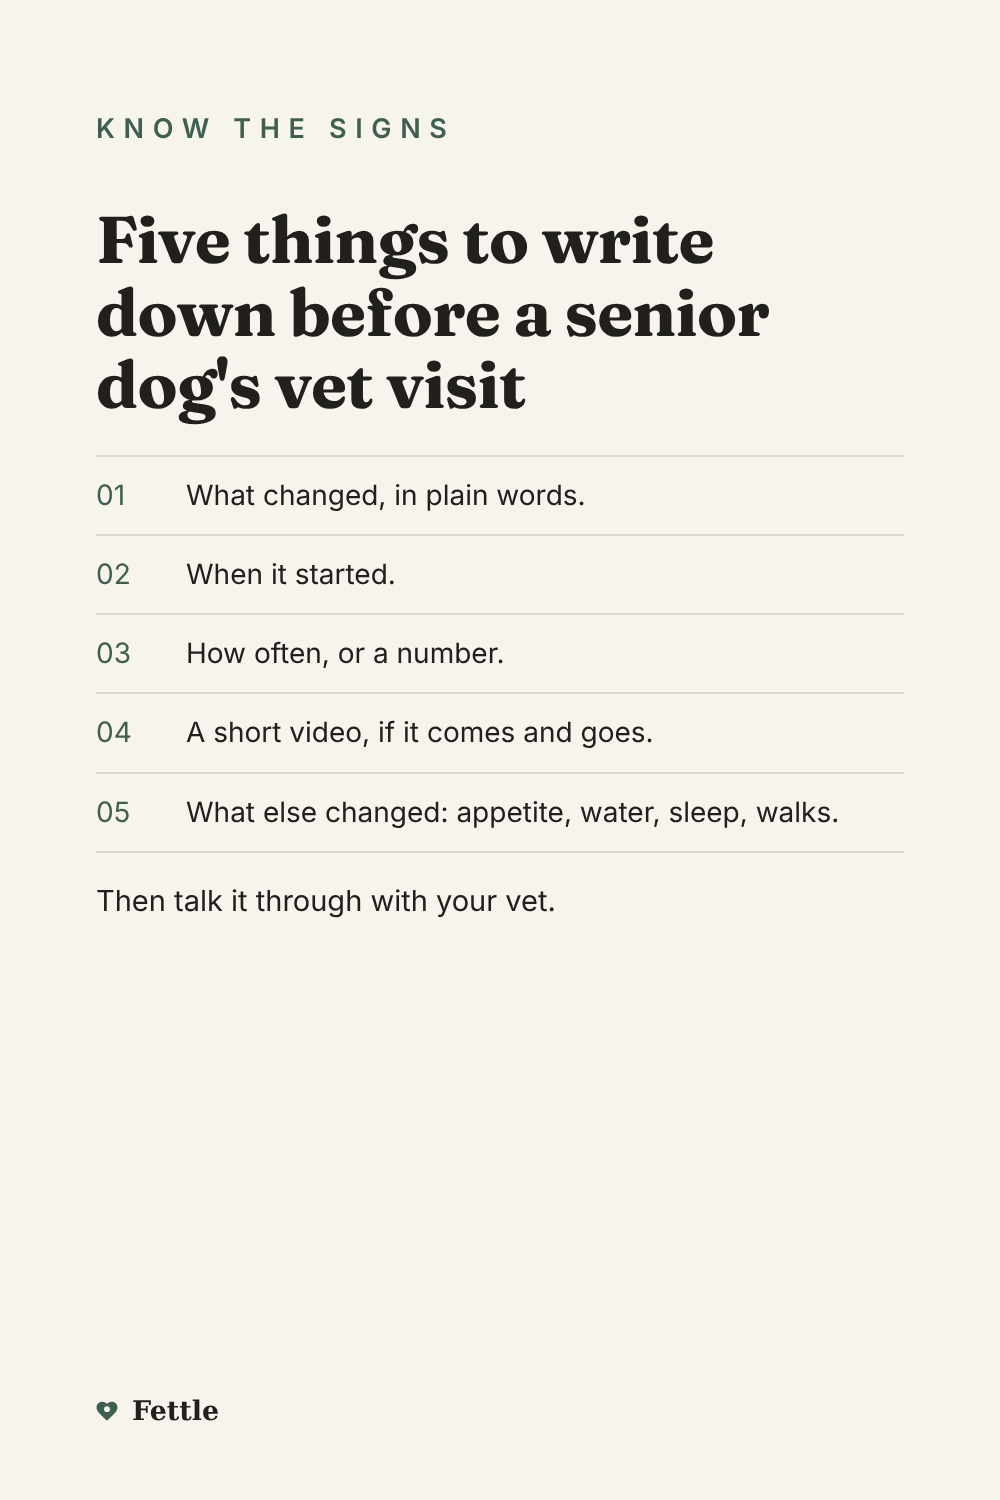 KNOW THE SIGNS
Five things to write
down before a senior
dog's vet visit
01 What changed, in plain words.
02 When it started.
03 How often, or a number.
04 A short video, if it comes and goes.
05 What else changed: appetite, water, sleep, walks.
Then talk it through with your vet.
Fettle